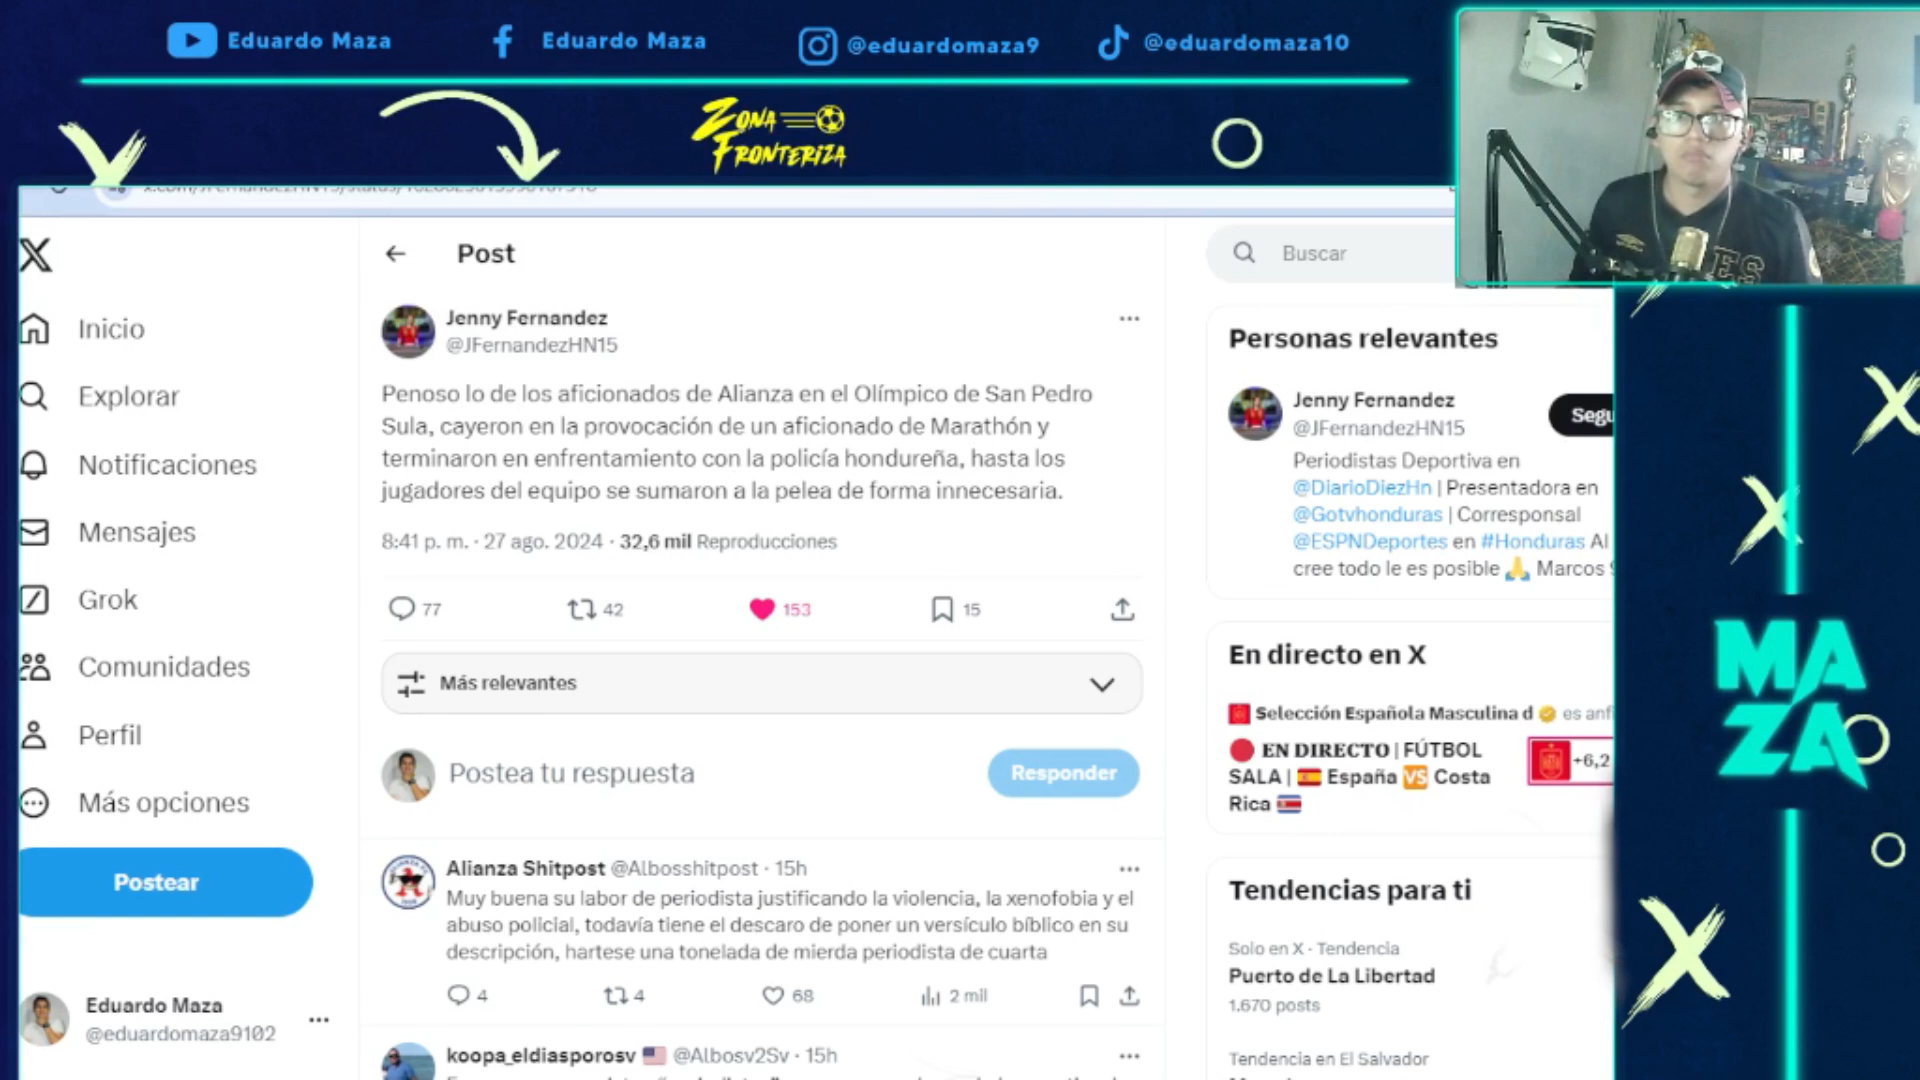 Eduardo Maza
Eduardo Maza
@eduardomaza9
@eduardomaza10
ZONA
FRONTERIZA
Post
Buscar
Inicio
Explorar
Notificaciones
Mensajes
Grok
Comunidades
Perfil
Más opciones
Postear
Eduardo Maza
@eduardomaza9102
Jenny Fernandez
@JFernandezHN15
Penoso lo de los aficionados de Alianza en el Olímpico de San Pedro
Sula, cayeron en la provocación de un aficionado de Marathón y
terminaron en enfrentamiento con la policía hondureña, hasta los
jugadores del equipo se sumaron a la pelea de forma innecesaria.
8:41 p. m. · 27 ago. 2024 · 32,6 mil Reproducciones
77 42 153 15
Más relevantes
Postea tu respuesta
Responder
Alianza Shitpost @Albosshitpost · 15h
Muy buena su labor de periodista justificando la violencia, la xenofobia y el
abuso policial, todavía tiene el descaro de poner un versículo bíblico en su
descripción, hartese una tonelada de mierda periodista de cuarta
4 4 68 2 mil
koopa_eldiasporosv @Albosv2Sv · 15h
Personas relevantes
Jenny Fernandez
@JFernandezHN15
Segu
Periodistas Deportiva en
@DiarioDiezHn | Presentadora en
@Gotvhonduras | Corresponsal
@ESPNDeportes en #Honduras Al
cree todo le es posible 🙏 Marcos
En directo en X
Selección Española Masculina d es anf
🔴 EN DIRECTO | FÚTBOL
SALA | 🇪🇸 España 🆚 Costa
Rica 🇨🇷
+6,2
Tendencias para ti
Solo en X · Tendencia
Puerto de La Libertad
1.670 posts
Tendencia en El Salvador
MA
ZA